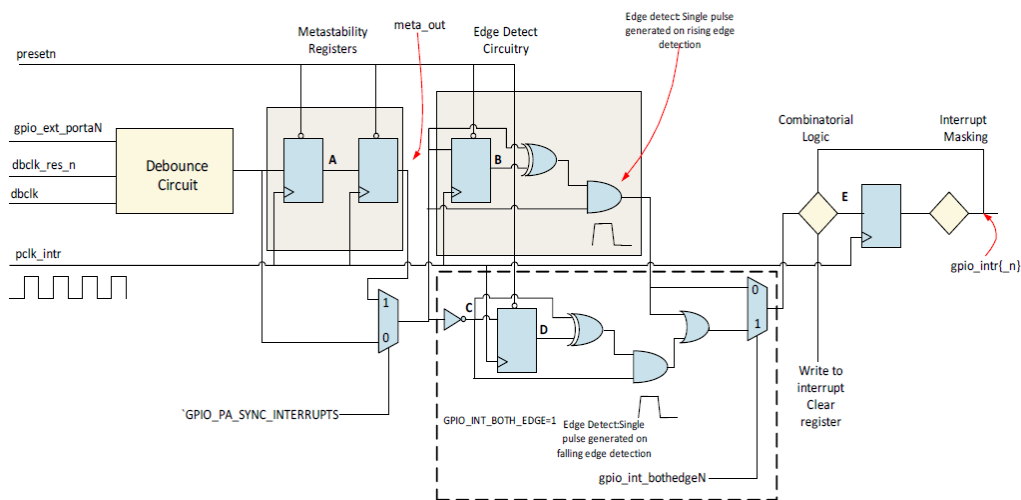 Edge detect: Single pulse
generated on rising edge
detection
meta_out
Metastability
Registers
Edge Detect
Circuitry
presetn
gpio_ext_portaN
dbclk_res_n
dbclk
Debounce
Circuit
A
B
Combinatorial
Logic
Interrupt
Masking
E
pclk_intr
gpio_intr{_n}
1
0
C
D
0
1
Write to
interrupt
Clear
register
`GPIO_PA_SYNC_INTERRUPTS
GPIO_INT_BOTH_EDGE=1
Edge Detect:Single
pulse generated on
falling edge detection
gpio_int_bothedgeN